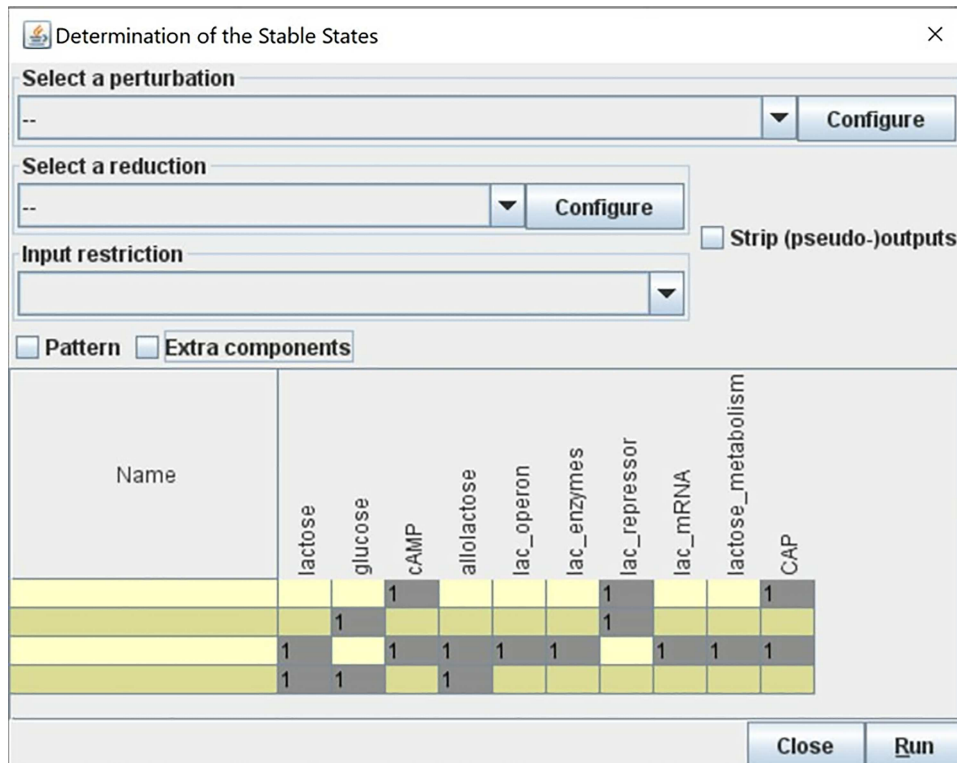 Determination of the Stable States
Select a perturbation
-- Configure
Select a reduction
-- Configure
Strip (pseudo-)outputs
Input restriction
Pattern Extra components
Name lactose glucose cAMP allolactose lac_operon lac_enzymes lac_repressor lac_mRNA lactose_metabolism CAP
1 1 1
1 1
1 1 1 1 1 1 1 1
1 1 1
Close Run